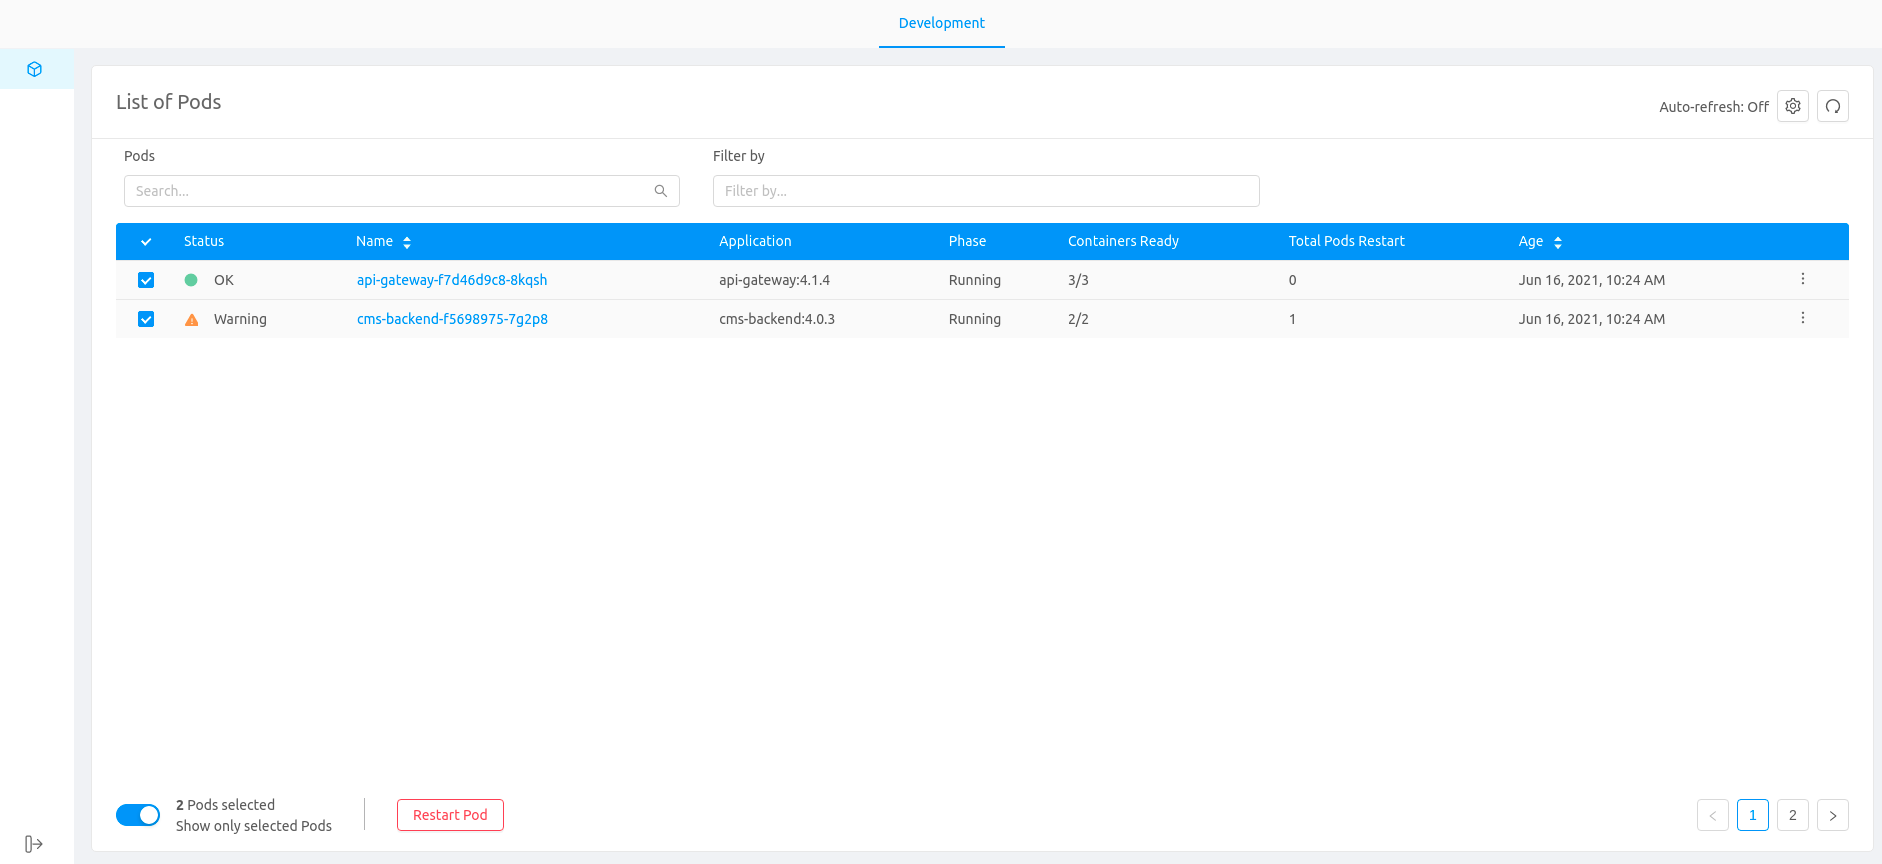 Development
List of Pods
Auto-refresh: Off
Pods
Filter by
Search...
Filter by...
Status Name Application Phase Containers Ready Total Pods Restart Age
OK api-gateway-f7d46d9c8-8kqsh api-gateway:4.1.4 Running 3/3 0 Jun 16, 2021, 10:24 AM
Warning cms-backend-f5698975-7g2p8 cms-backend:4.0.3 Running 2/2 1 Jun 16, 2021, 10:24 AM
2 Pods selected
Show only selected Pods
Restart Pod
1 2